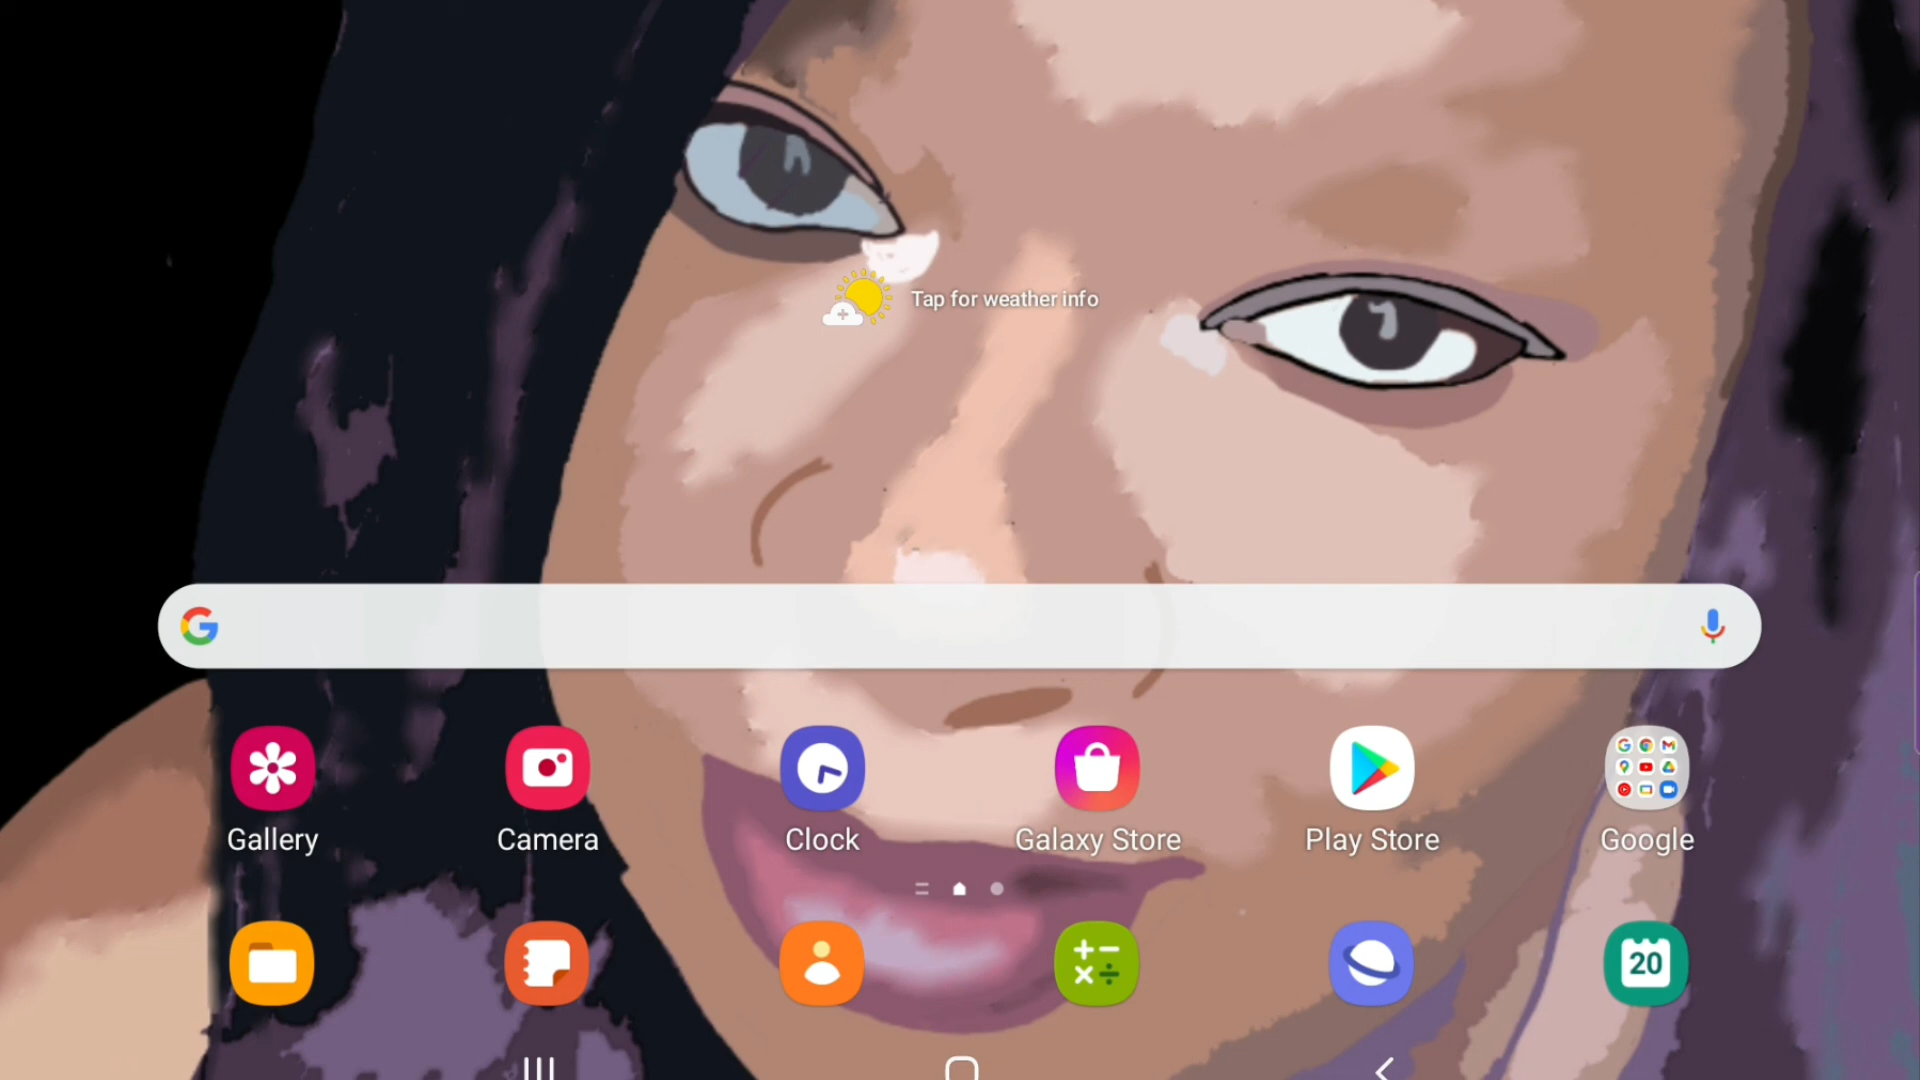 Tap for weather info
Gallery
Camera
Clock
Galaxy Store
Play Store
Google
20